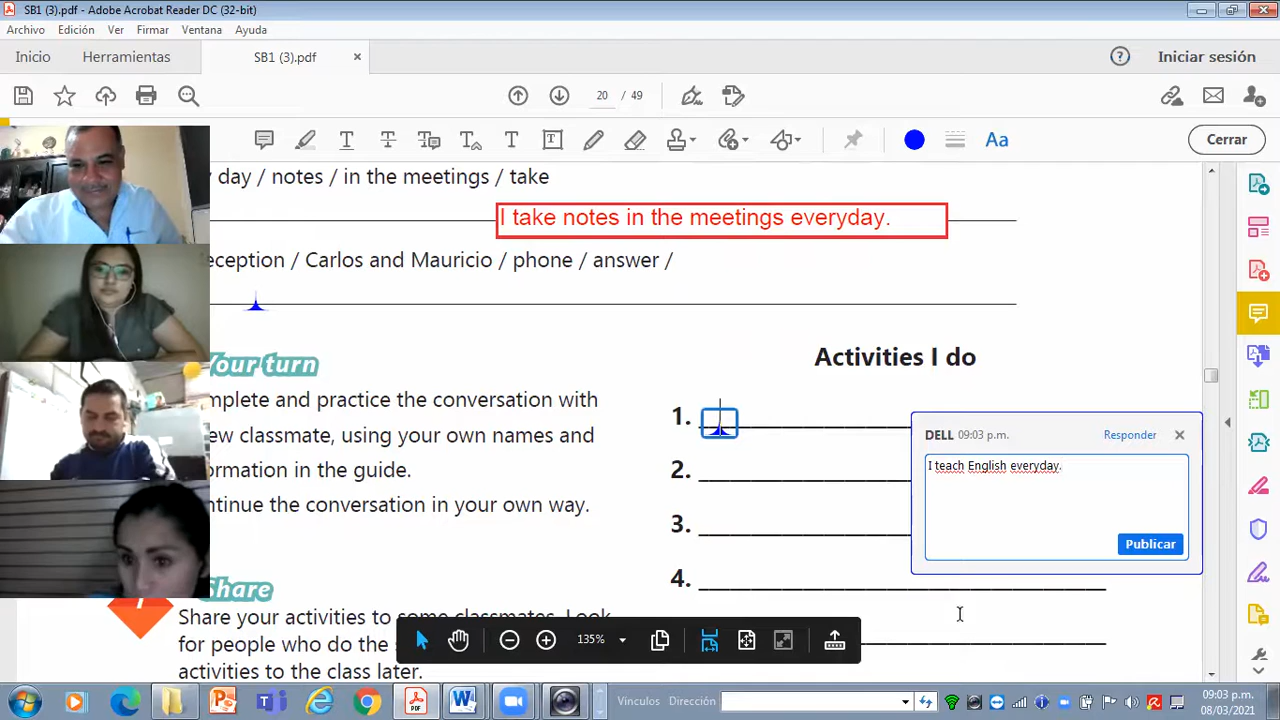 SB1 (3).pdf - Adobe Acrobat Reader DC (32-bit)
Archivo Edición Ver Firmar Ventana Ayuda
Inicio Herramientas SB1 (3).pdf × Iniciar sesión
20 / 49
Cerrar
day / notes / in the meetings / take
I take notes in the meetings everyday.
eception / Carlos and Mauricio / phone / answer /
Your turn
mplete and practice the conversation with
ew classmate, using your own names and
ormation in the guide.
ntinue the conversation in your own way.
Activities I do
1.
2.
3.
4.
DELL 09:03 p.m. Responder
I teach English everyday.
Publicar
Share
Share your activities to some classmates. Look
for people who do the s
activities to the class later.
135%
Vínculos Dirección
09:03 p.m.
08/03/2021